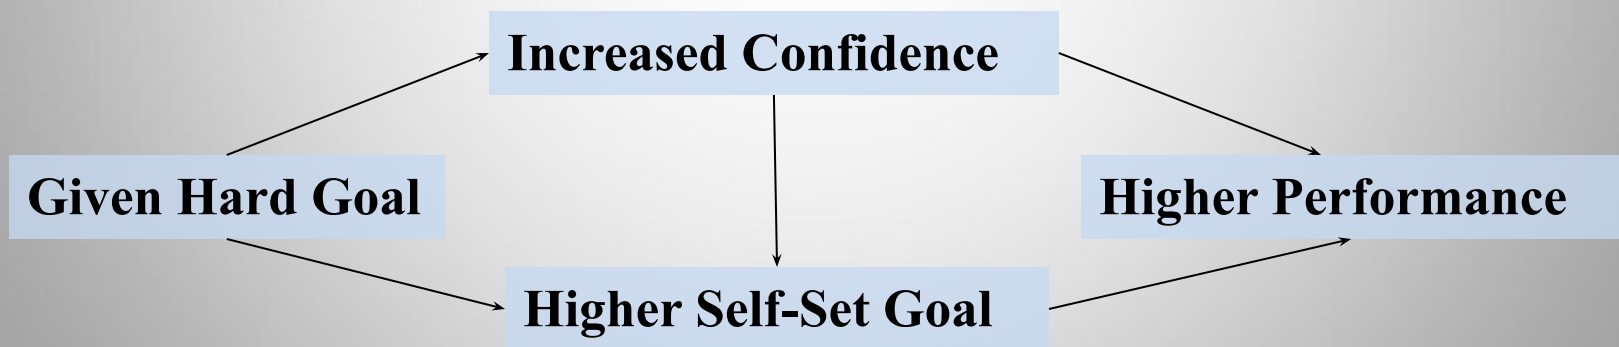 Increased Confidence
Given Hard Goal
Higher Performance
Higher Self-Set Goal